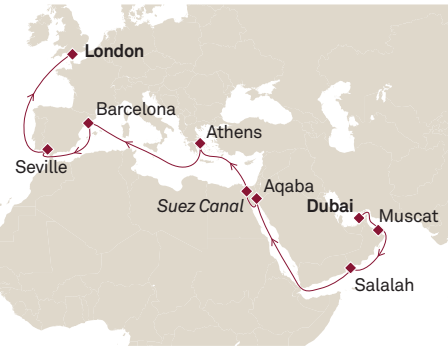 London
Barcelona
Athens
Seville
Aqaba
Suez Canal
Dubai
Muscat
Salalah